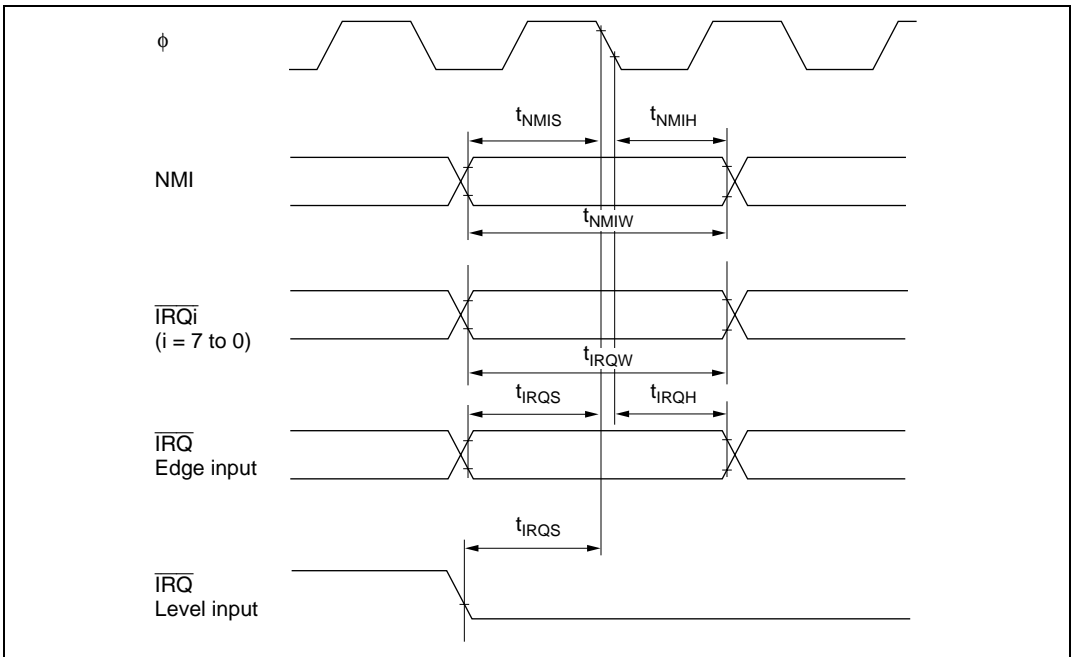 ϕ
tNMIS
tNMIH
NMI
tNMIW
IRQi
(i = 7 to 0)
tIRQW
tIRQS
tIRQH
IRQ
Edge input
tIRQS
IRQ
Level input